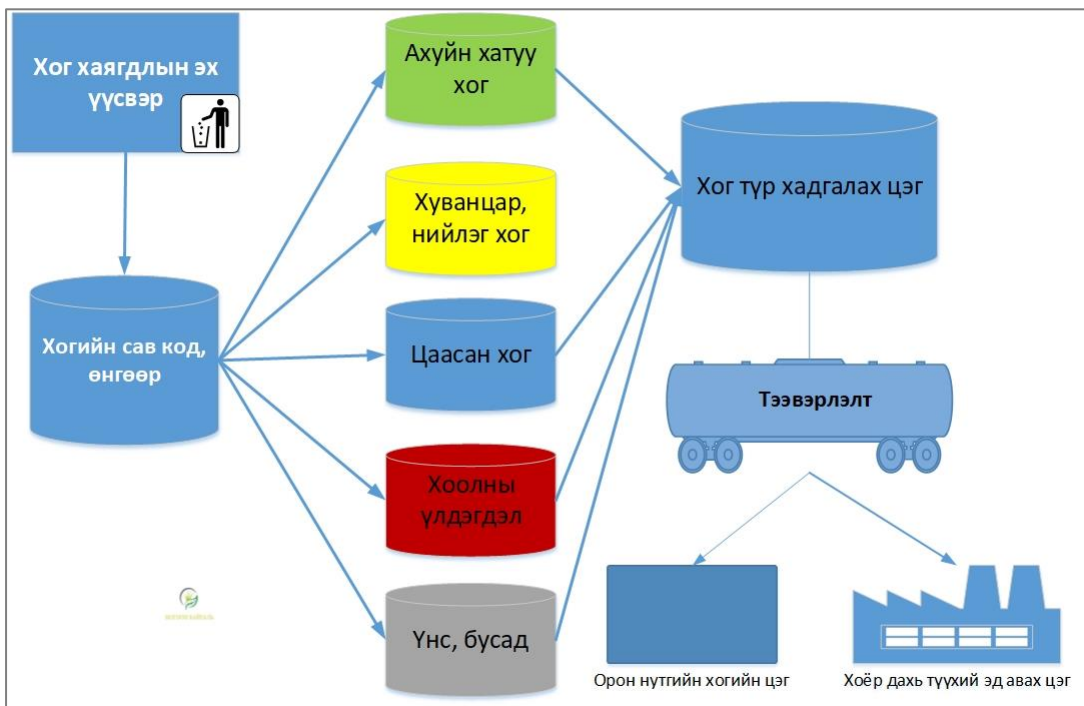 Хог хаягдлын эх
үүсвэр
Хогийн сав код,
өнгөөр
Ахуйн хатуу
хог
Хуванцар,
нийлэг хог
Цаасан хог
Хоолны
үлдэгдэл
Үнс, бусад
Хог түр хадгалах цэг
Тээвэрлэлт
Орон нутгийн хогийн цэг
Хоёр дахь түүхий эд авах цэг